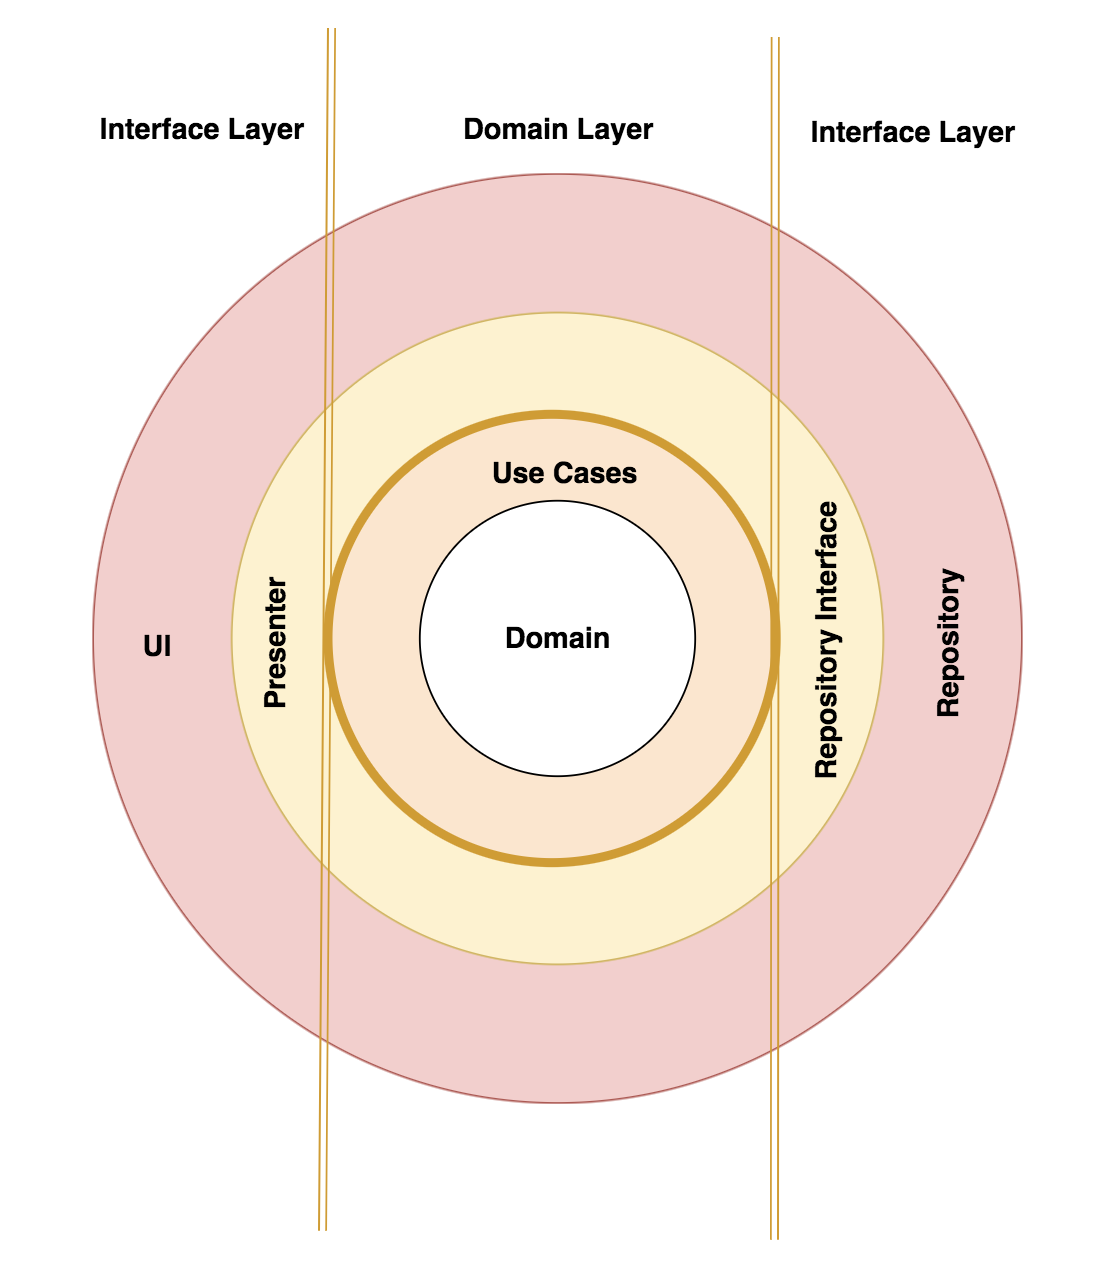 Interface Layer
Domain Layer
Interface Layer
Use Cases
Domain
UI
Presenter
Repository Interface
Repository